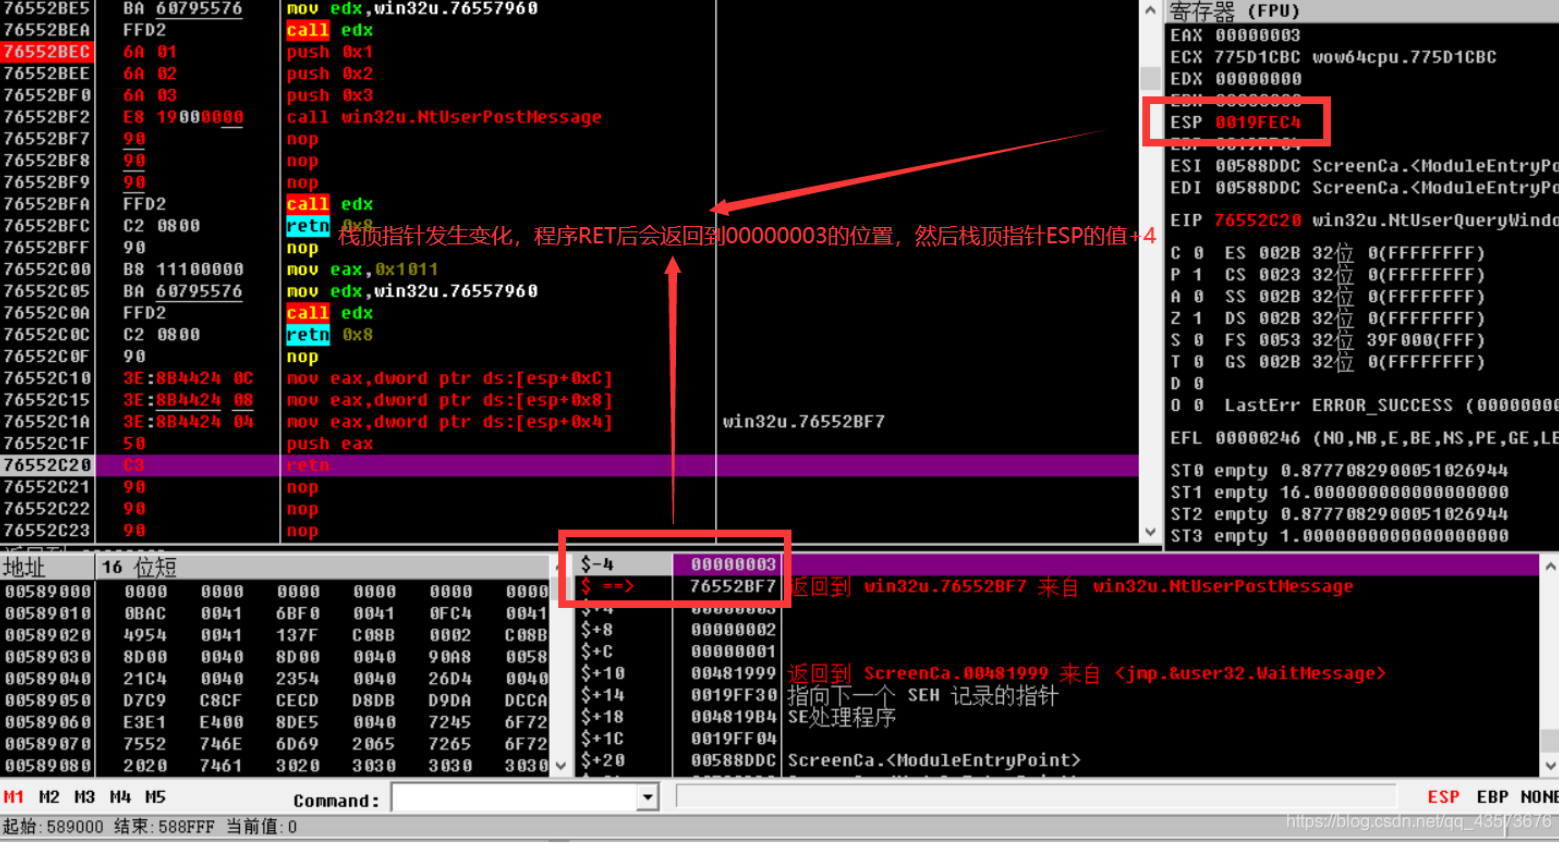 76552BE5 BA 60795576 mov edx,win32u.76557960
76552BEA FFD2 call edx
76552BEC 6A 01 push 0x1
76552BEE 6A 02 push 0x2
76552BF0 6A 03 push 0x3
76552BF2 E8 19000000 call win32u.NtUserPostMessage
76552BF7 90 nop
76552BF8 90 nop
76552BF9 90 nop
76552BFA FFD2 call edx
76552BFC C2 0800 retn 0x8
76552BFF 90 nop
76552C00 B8 11100000 mov eax,0x1011
76552C05 BA 60795576 mov edx,win32u.76557960
76552C0A FFD2 call edx
76552C0C C2 0800 retn 0x8
76552C0F 90 nop
76552C10 3E:8B4424 0C mov eax,dword ptr ds:[esp+0xC]
76552C15 3E:8B4424 08 mov eax,dword ptr ds:[esp+0x8]
76552C1A 3E:8B4424 04 mov eax,dword ptr ds:[esp+0x4] win32u.76552BF7
76552C1F 50 push eax
76552C20 C3 retn
76552C21 90 nop
76552C22 90 nop
76552C23 90 nop
栈顶指针发生变化，程序RET后会返回到00000003的位置，然后栈顶指针ESP的值+4
寄存器 (FPU)
EAX 00000003
ECX 775D1CBC wow64cpu.775D1CBC
EDX 00000000
ESP 0019FEC4
ESI 00588DDC ScreenCa.<ModuleEntryPo
EDI 00588DDC ScreenCa.<ModuleEntryPo
EIP 76552C20 win32u.NtUserQueryWindo
C 0 ES 002B 32位 0(FFFFFFFF)
P 1 CS 0023 32位 0(FFFFFFFF)
A 0 SS 002B 32位 0(FFFFFFFF)
Z 1 DS 002B 32位 0(FFFFFFFF)
S 0 FS 0053 32位 39F000(FFF)
T 0 GS 002B 32位 0(FFFFFFFF)
D 0
O 0 LastErr ERROR_SUCCESS (00000000
EFL 00000246 (NO,NB,E,BE,NS,PE,GE,LE
ST0 empty 0.8777082900051026944
ST1 empty 16.000000000000000000
ST2 empty 0.8777082900051026944
ST3 empty 1.0000000000000000000
地址 16 位短
00589000 0000 0000 0000 0000 0000 0000
00589010 0BAC 0041 6BF0 0041 0FC4 0041
00589020 4954 0041 137F C08B 0002 C08B
00589030 8D00 0040 8D00 0040 90A8 0058
00589040 21C4 0040 2354 0040 26D4 0040
00589050 D7C9 C8CF CECD D8DB D9DA DCCA
00589060 E3E1 E400 8DE5 0040 7245 6F72
00589070 7552 746E 6D69 2065 7265 6F72
00589080 2020 7461 3020 3030 3030 3030
$-4 00000003
$ ==> 76552BF7 返回到 win32u.76552BF7 来自 win32u.NtUserPostMessage
$+4 00000003
$+8 00000002
$+C 00000001
$+10 00481999 返回到 ScreenCa.00481999 来自 <jmp.&user32.WaitMessage>
$+14 0019FF30 指向下一个 SEH 记录的指针
$+18 004819B4 SE处理程序
$+1C 0019FF04
$+20 00588DDC ScreenCa.<ModuleEntryPoint>
M1 M2 M3 M4 M5 Command: ESP EBP NONE
起始:589000 结束:588FFF 当前值:0
https://blog.csdn.net/qq_43573676